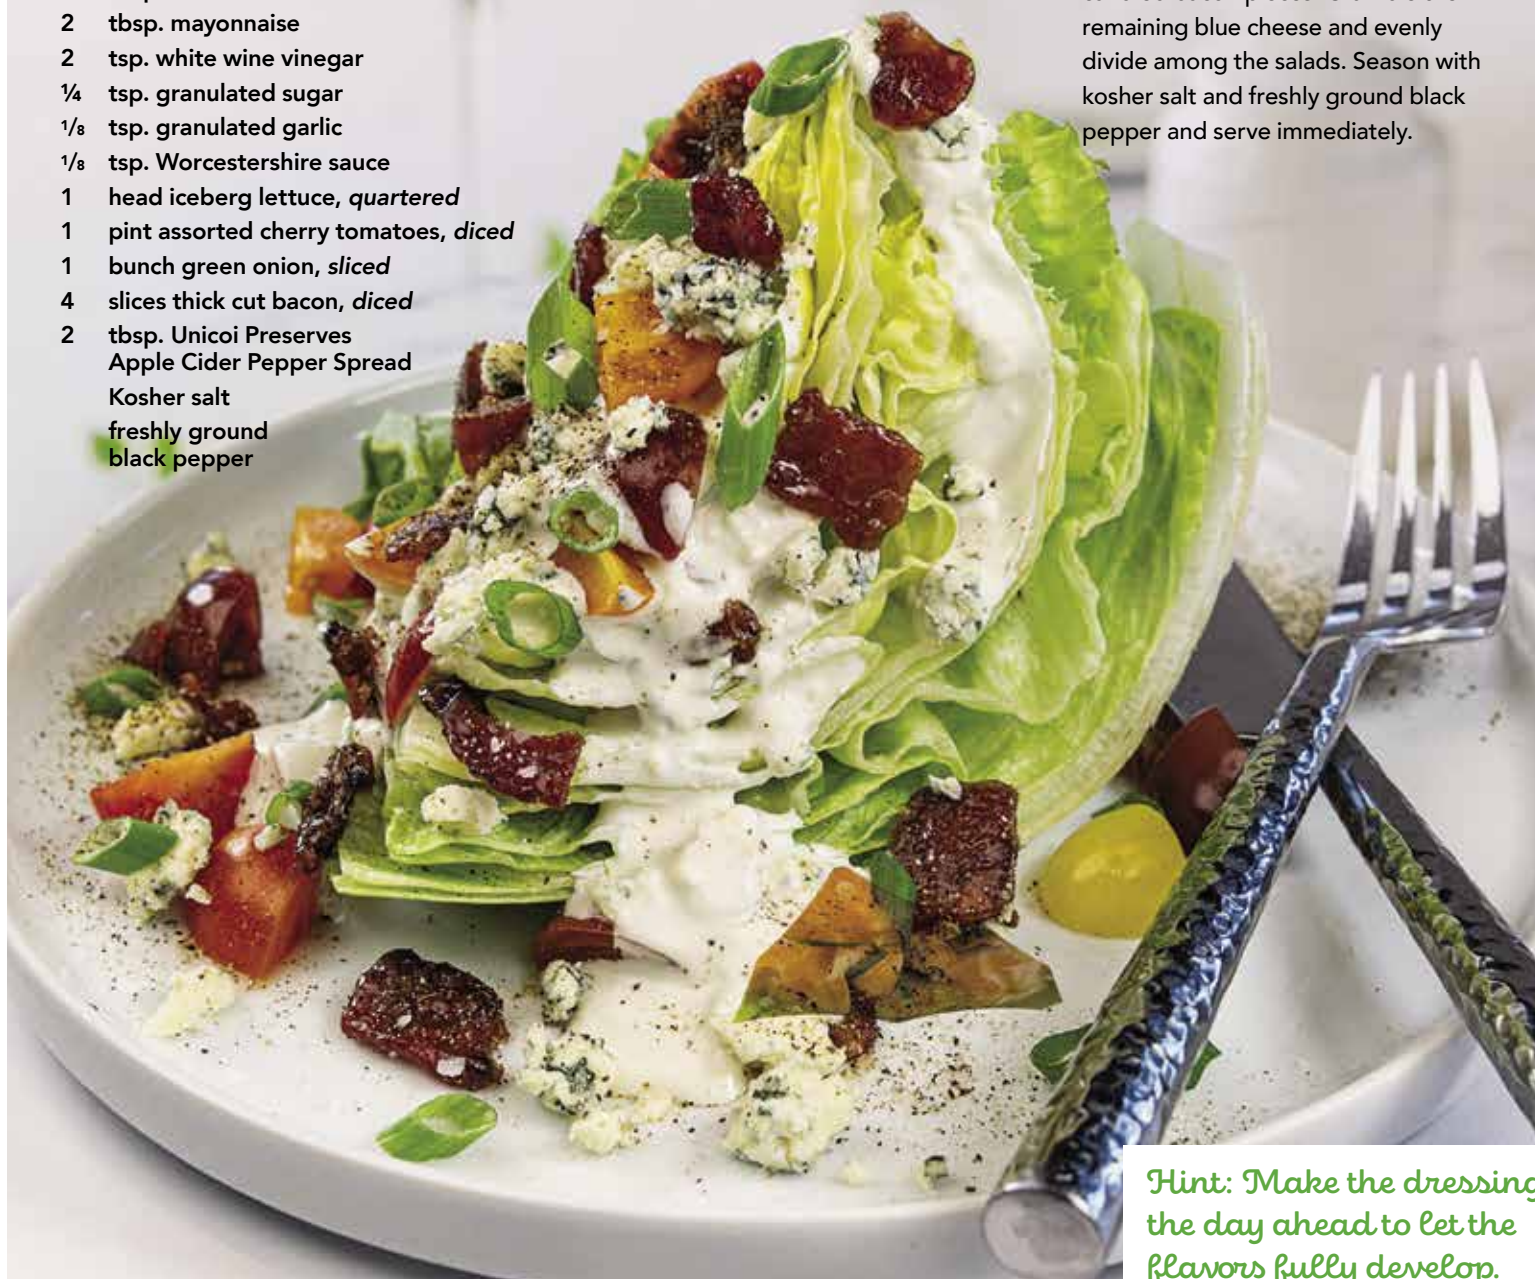 2 tbsp. mayonnaise
2 tsp. white wine vinegar
¼ tsp. granulated sugar
1/8 tsp. granulated garlic
1/8 tsp. Worcestershire sauce
1 head iceberg lettuce, quartered
1 pint assorted cherry tomatoes, diced
1 bunch green onion, sliced
4 slices thick cut bacon, diced
2 tbsp. Unicoi Preserves
Apple Cider Pepper Spread
Kosher salt
freshly ground
black pepper
remaining blue cheese and evenly
divide among the salads. Season with
kosher salt and freshly ground black
pepper and serve immediately.
Hint: Make the dressing
the day ahead to let the
flavors fully develop.